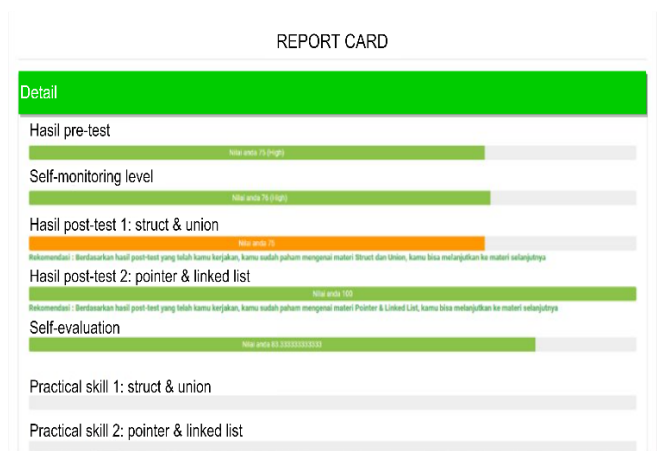 REPORT CARD
Detail
Hasil pre-test
Nilai anda 75 (High)
Self-monitoring level
Nilai anda 76 (High)
Hasil post-test 1: struct & union
Nilai anda 75
Rekomendasi : Berdasarkan hasil post-test yang telah kamu kerjakan, kamu sudah paham mengenai materi Struct dan Union, kamu bisa melanjutkan ke materi selanjutnya
Hasil post-test 2: pointer & linked list
Nilai anda 100
Rekomendasi : Berdasarkan hasil post-test yang telah kamu kerjakan, kamu sudah paham mengenai materi Pointer & Linked List, kamu bisa melanjutkan ke materi selanjutnya
Self-evaluation
Nilai anda 83.333333333333
Practical skill 1: struct & union
Practical skill 2: pointer & linked list